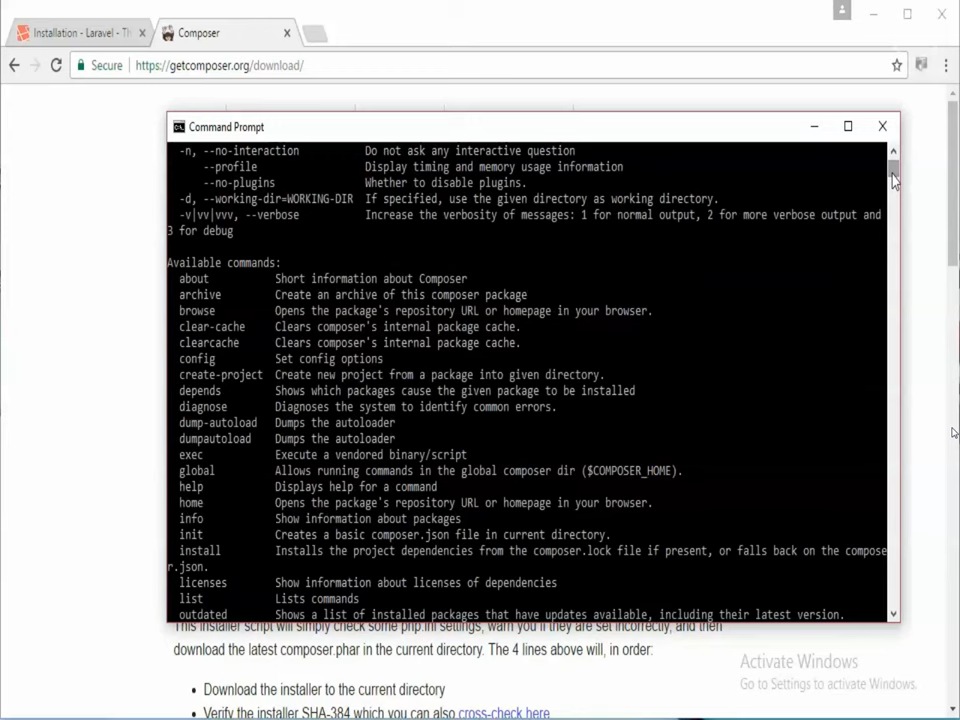 Installation - Laravel - Th
Composer
Secure
https://getcomposer.org/download/
Command Prompt
-n, --no-interaction Do not ask any interactive question
--profile Display timing and memory usage information
--no-plugins Whether to disable plugins.
-d, --working-dir=WORKING-DIR If specified, use the given directory as working directory.
-v|vv|vvv, --verbose Increase the verbosity of messages: 1 for normal output, 2 for more verbose output and
3 for debug
Available commands:
about Short information about Composer
archive Create an archive of this composer package
browse Opens the package's repository URL or homepage in your browser.
clear-cache Clears composer's internal package cache.
clearcache Clears composer's internal package cache.
config Set config options
create-project Create new project from a package into given directory.
depends Shows which packages cause the given package to be installed
diagnose Diagnoses the system to identify common errors.
dump-autoload Dumps the autoloader
dumpautoload Dumps the autoloader
exec Execute a vendored binary/script
global Allows running commands in the global composer dir ($COMPOSER_HOME).
help Displays help for a command
home Opens the package's repository URL or homepage in your browser.
info Show information about packages
init Creates a basic composer.json file in current directory.
install Installs the project dependencies from the composer.lock file if present, or falls back on the compose
r.json.
licenses Show information about licenses of dependencies
list Lists commands
outdated Shows a list of installed packages that have updates available, including their latest version.
This installer script will simply check some php.ini settings, warn you if they are set incorrectly, and then
download the latest composer.phar in the current directory. The 4 lines above will, in order:
• Download the installer to the current directory
• Verify the installer SHA-384 which you can also cross-check here
Activate Windows
Go to Settings to activate Windows.